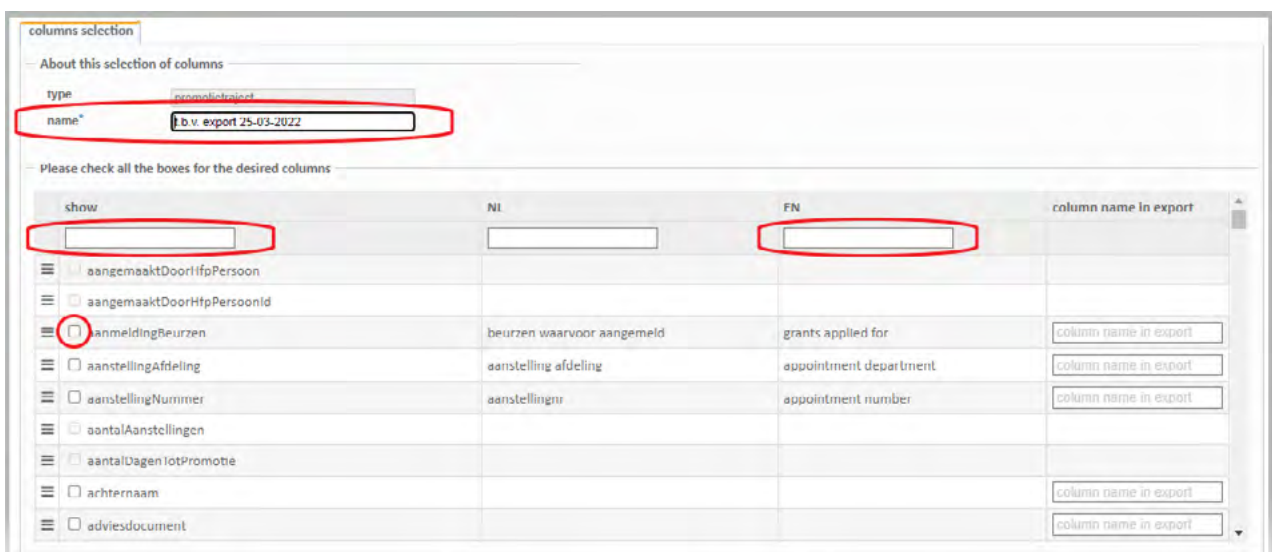 columns selection
About this selection of columns
type promotietraject
name* t.b.v. export 25-03-2022
Please check all the boxes for the desired columns
show NL EN column name in export
aangemaaktDoorHfpPersoon
aangemaaktDoorHfpPersoonId
aanmeldingBeurzen beurzen waarvoor aangemeld grants applied for column name in export
aanstellingAfdeling aanstelling afdeling appointment department column name in export
aanstellingNummer aanstellingnr appointment number column name in export
aantalAanstellingen
aantalDagenTotPromotie
achternaam column name in export
adviesdocument column name in export